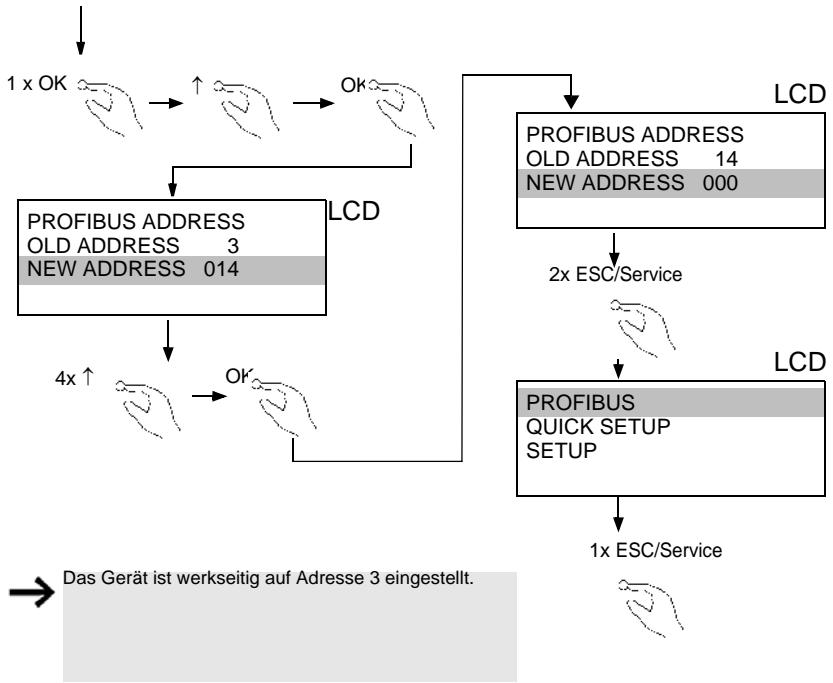 1 x OK
↑
OK
LCD
PROFIBUS ADDRESS
OLD ADDRESS 3
NEW ADDRESS 014
4x ↑
OK
LCD
PROFIBUS ADDRESS
OLD ADDRESS 14
NEW ADDRESS 000
2x ESC/Service
LCD
PROFIBUS
QUICK SETUP
SETUP
1x ESC/Service
Das Gerät ist werkseitig auf Adresse 3 eingestellt.